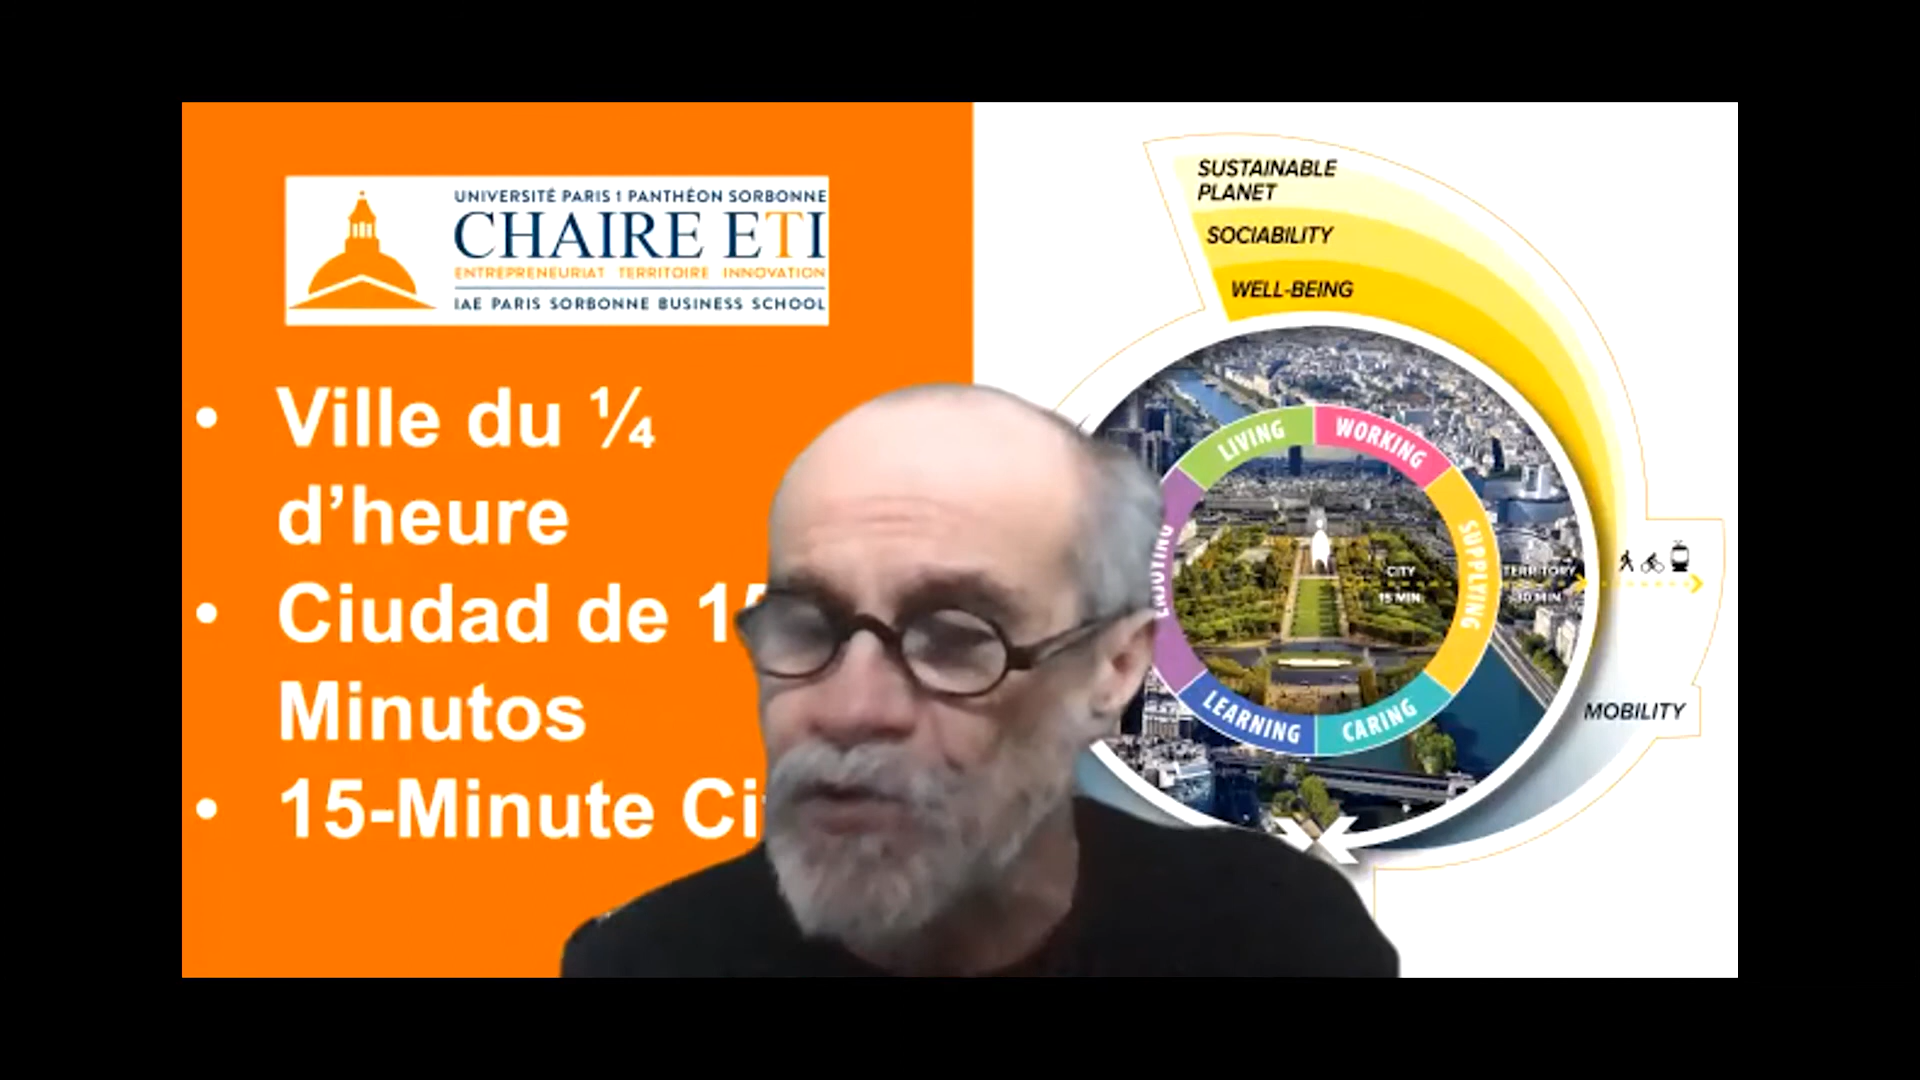 UNIVERSITÉ PARIS 1 PANTHÉON SORBONNE
CHAIRE ETI
ENTREPRENEURIAT TERRITOIRE INNOVATION
IAE PARIS SORBONNE BUSINESS SCHOOL
• Ville du ¼
d’heure
• Ciudad de 15
Minutos
• 15-Minute Ci
SUSTAINABLE
PLANET
SOCIABILITY
WELL-BEING
LIVING
WORKING
SUPPLYING
CARING
LEARNING
ENJOYING
CITY
15 MIN
TERRITORY
30 MIN
MOBILITY